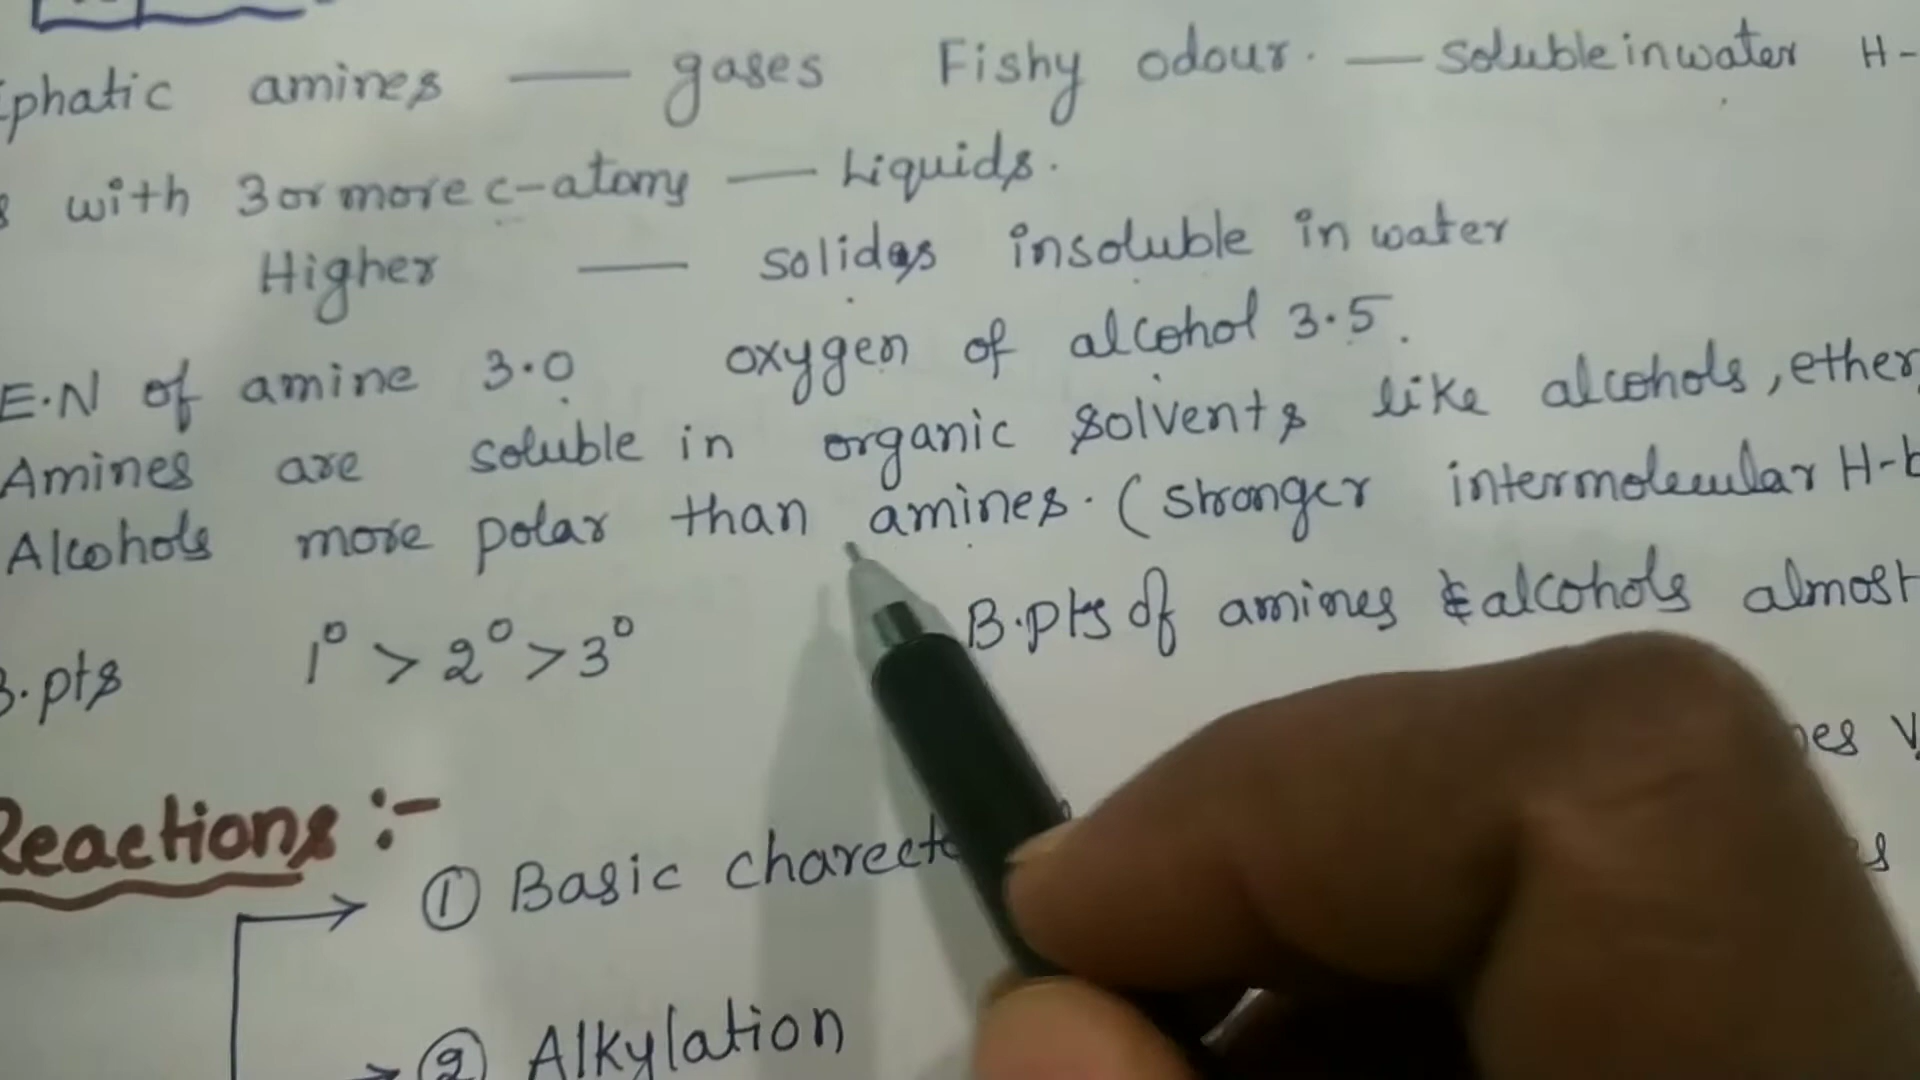 phatic amines — gases Fishy odour. — soluble in water H-
with 3 or more c-atoms — Liquids.
Higher — solids insoluble in water
E.N of amine 3.0 oxygen of alcohol 3.5.
Amines are soluble in organic solvents like alcohols, ether
Alcohols more polar than amines. (stronger intermolecular H-b
B.pts 1° > 2° > 3° B.pts of amines & alcohols almost
Reactions :-
① Basic charect
② Alkylation